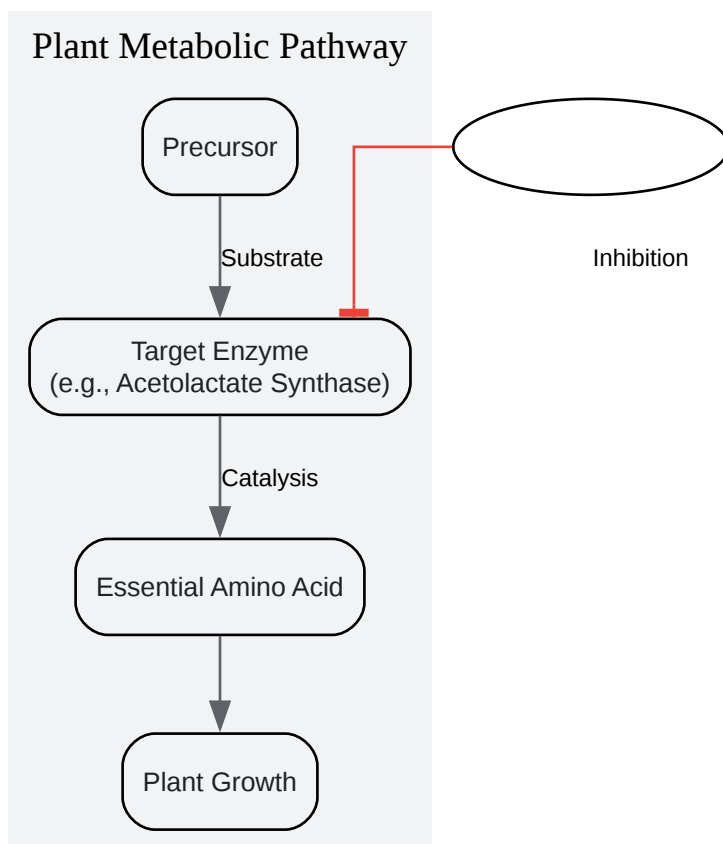 Plant Metabolic Pathway
Precursor
Substrate
Inhibition
Target Enzyme
(e.g., Acetolactate Synthase)
Catalysis
Essential Amino Acid
Plant Growth